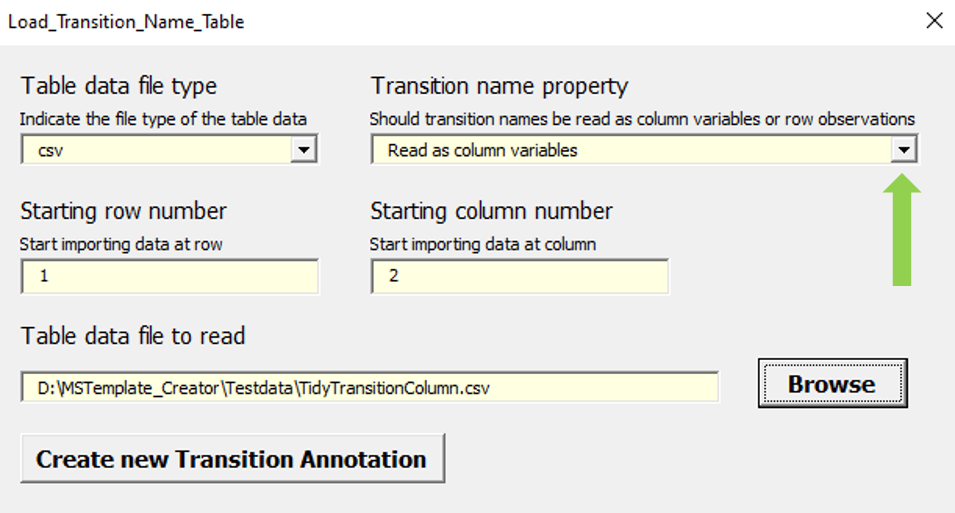 Load_Transition_Name_Table
Table data file type
Indicate the file type of the table data
csv
Transition name property
Should transition names be read as column variables or row observations
Read as column variables
Starting row number
Start importing data at row
1
Starting column number
Start importing data at column
2
Table data file to read
D:\MSTemplate_Creator\Testdata\TidyTransitionColumn.csv
Browse
Create new Transition Annotation